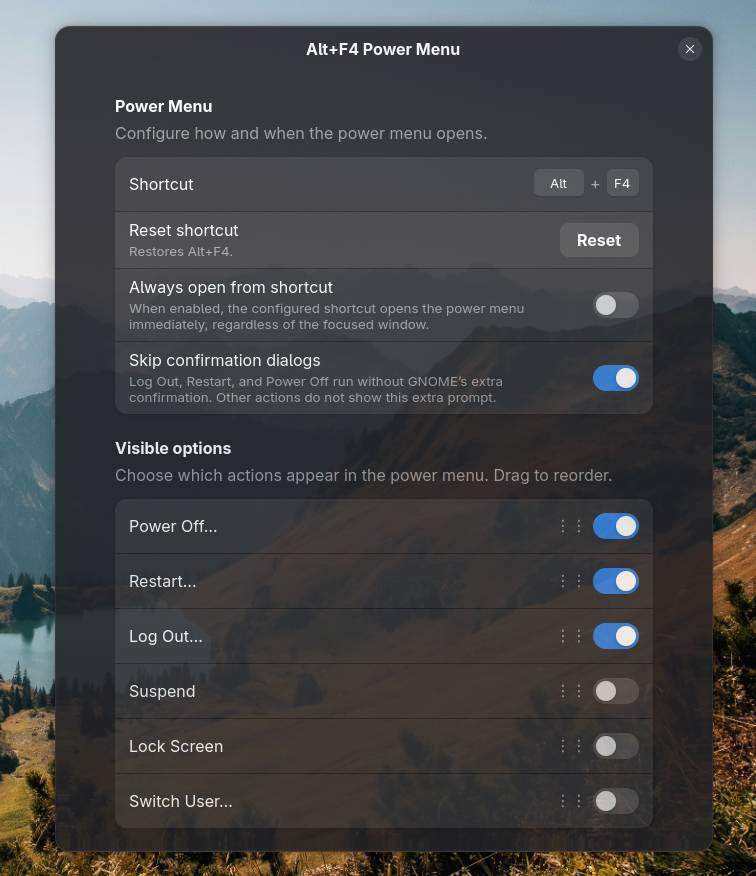 Alt+F4 Power Menu
Power Menu
Configure how and when the power menu opens.
Shortcut
Alt + F4
Reset shortcut
Restores Alt+F4.
Reset
Always open from shortcut
When enabled, the configured shortcut opens the power menu
immediately, regardless of the focused window.
Skip confirmation dialogs
Log Out, Restart, and Power Off run without GNOME’s extra
confirmation. Other actions do not show this extra prompt.
Visible options
Choose which actions appear in the power menu. Drag to reorder.
Power Off…
Restart…
Log Out…
Suspend
Lock Screen
Switch User…